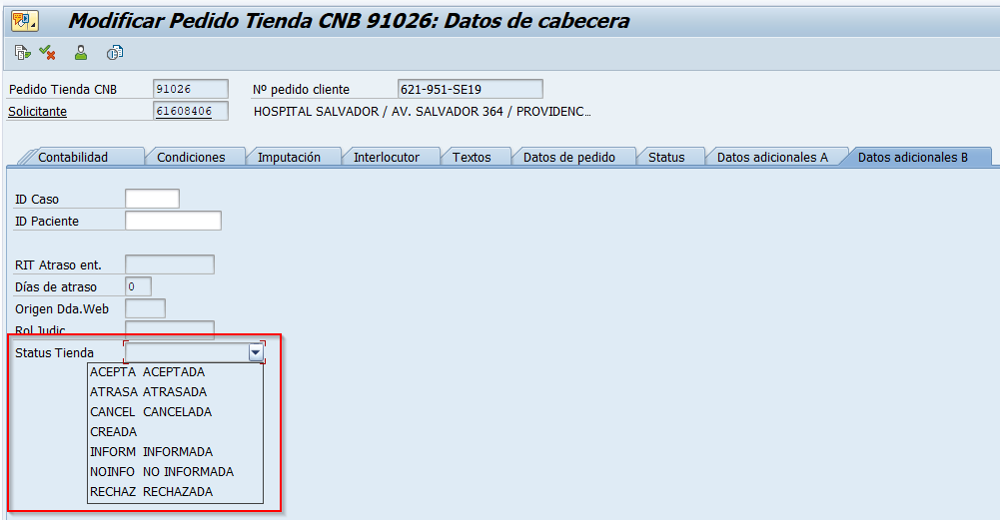 Modificar Pedido Tienda CNB 91026: Datos de cabecera
Pedido Tienda CNB 91026 Nº pedido cliente 621-951-SE19
Solicitante 61608406 HOSPITAL SALVADOR / AV. SALVADOR 364 / PROVIDENC...
Contabilidad Condiciones Imputación Interlocutor Textos Datos de pedido Status Datos adicionales A Datos adicionales B
ID Caso
ID Paciente
RIT Atraso ent.
Días de atraso 0
Origen Dda.Web
Rol Judic
Status Tienda
ACEPTA ACEPTADA
ATRASA ATRASADA
CANCEL CANCELADA
CREADA
INFORM INFORMADA
NOINFO NO INFORMADA
RECHAZ RECHAZADA